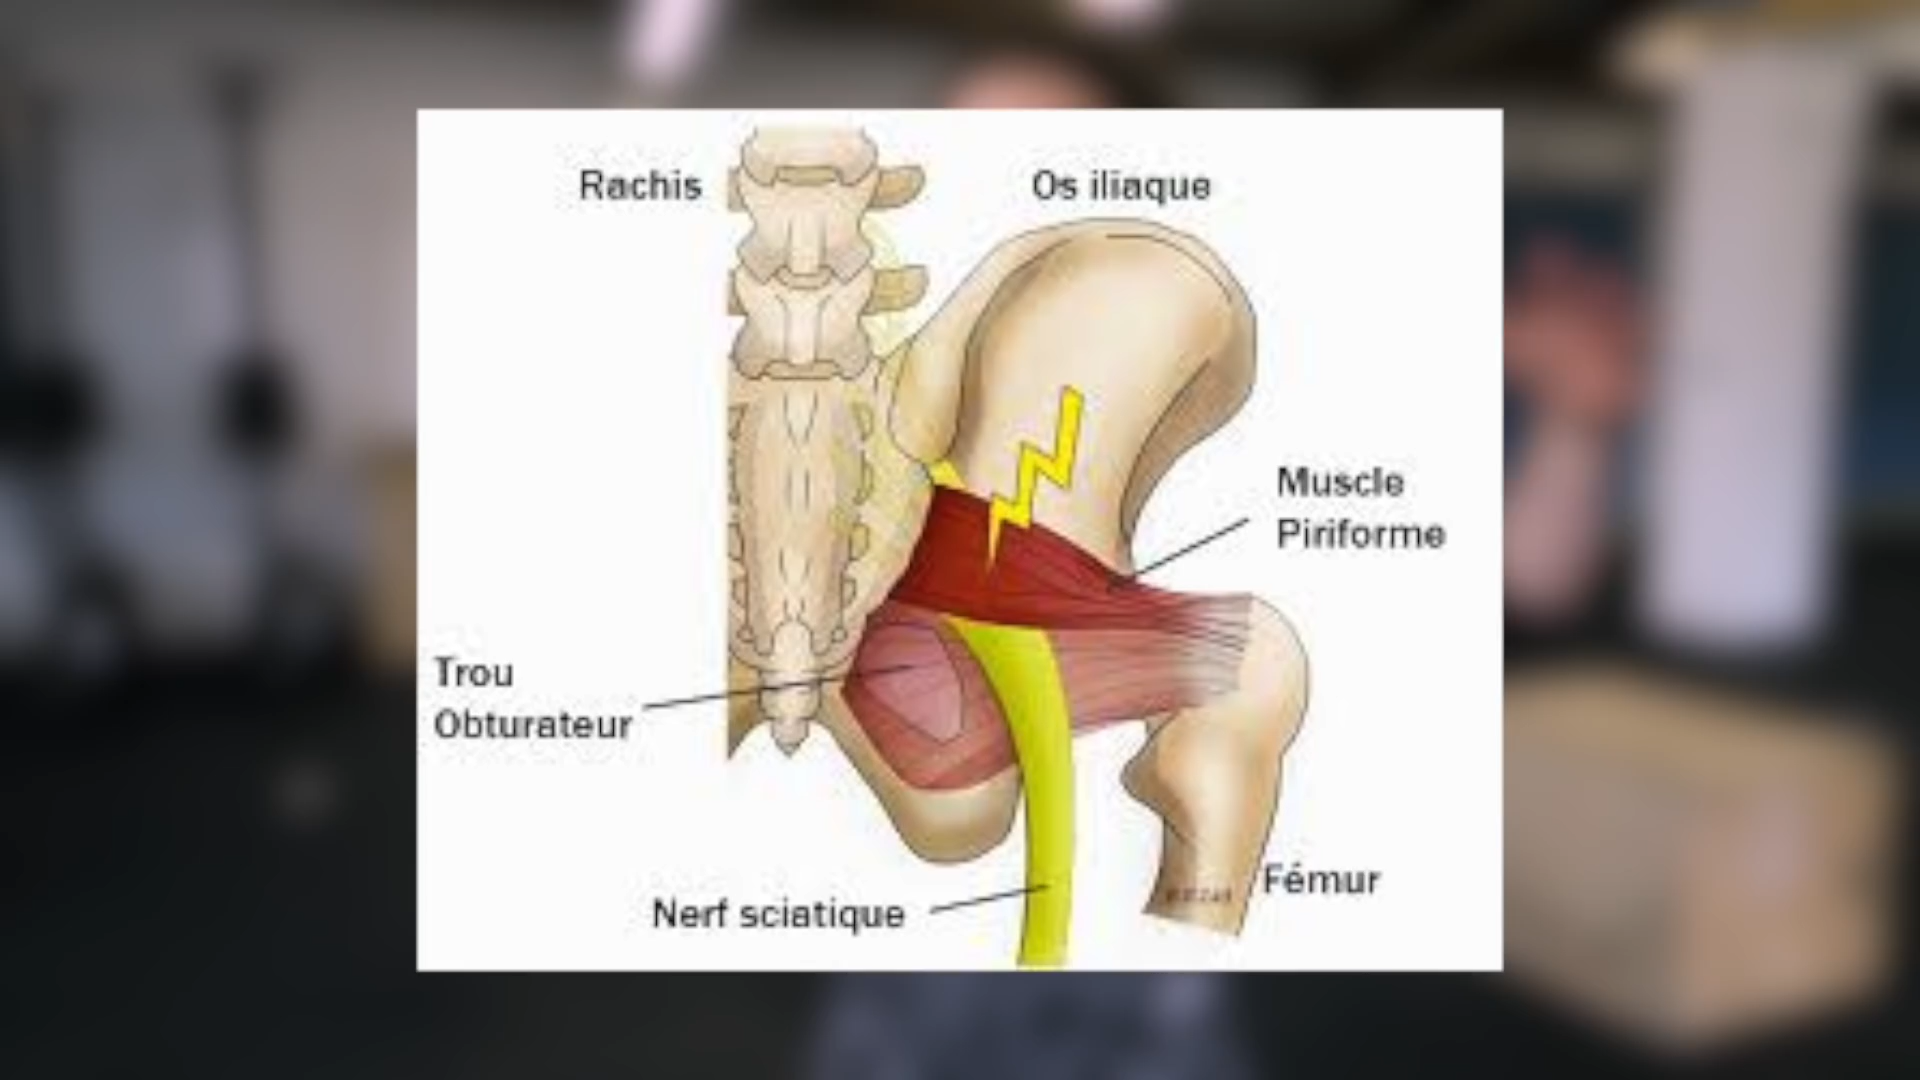 Rachis
Os iliaque
Muscle
Piriforme
Trou
Obturateur
Fémur
Nerf sciatique